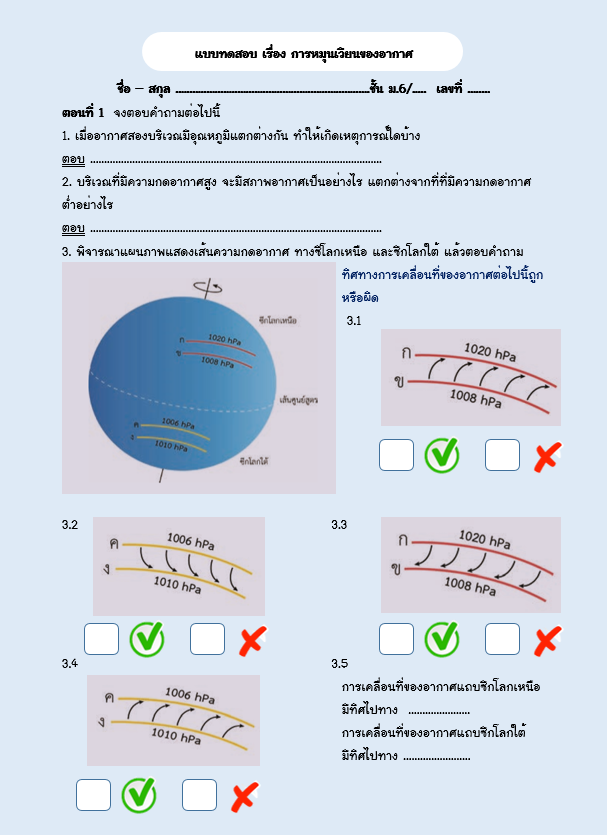 แบบทดสอบ เรื่อง การหมุนเวียนของอากาศ
ชื่อ – สกุล ......................................................................ชั้น ม.6/..... เลขที่ ........
ตอนที่ 1 จงตอบคำถามต่อไปนี้
1. เมื่ออากาศสองบริเวณมีอุณหภูมิแตกต่างกัน ทำให้เกิดเหตุการณ์ใดบ้าง
ตอบ ........................................................................................................
2. บริเวณที่มีความกดอากาศสูง จะมีสภาพอากาศเป็นอย่างไร แตกต่างจากที่ที่มีความกดอากาศ
ต่ำอย่างไร
ตอบ ........................................................................................................
3. พิจารณาแผนภาพแสดงเส้นความกดอากาศ ทางซีโลกเหนือ และซีกโลกใต้ แล้วตอบคำถาม
ทิศทางการเคลื่อนที่ของอากาศต่อไปนี้ถูก
หรือผิด
ซีกโลกเหนือ
ก 1020 hPa
ข 1008 hPa
เส้นศูนย์สูตร
ค 1006 hPa
ง 1010 hPa
ซีกโลกใต้
3.1
ก 1020 hPa
ข 1008 hPa
3.2
ค 1006 hPa
ง 1010 hPa
3.3
ก 1020 hPa
ข 1008 hPa
3.4
ค 1006 hPa
ง 1010 hPa
3.5
การเคลื่อนที่ของอากาศแถบซีกโลกเหนือ
มีทิศไปทาง ......................
การเคลื่อนที่ของอากาศแถบซีกโลกใต้
มีทิศไปทาง ........................